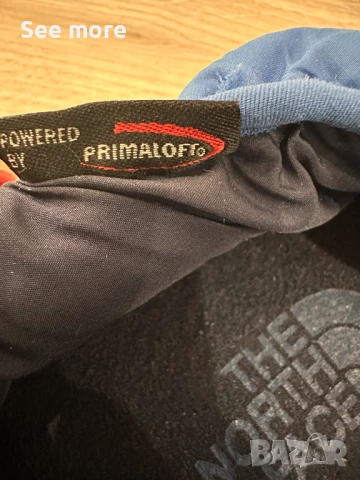 See more
POWERED
BY
PRIMALOFT®
THE
NORTH
FACE
BAZAR